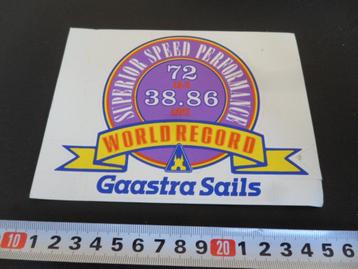 SUPERIOR SPEED PERFORMANCE
72
38.86
WORLD RECORD
Gaastra Sails
10 1 2 3 4 5 6 7 8 9 20 1 2 3 4 5 6